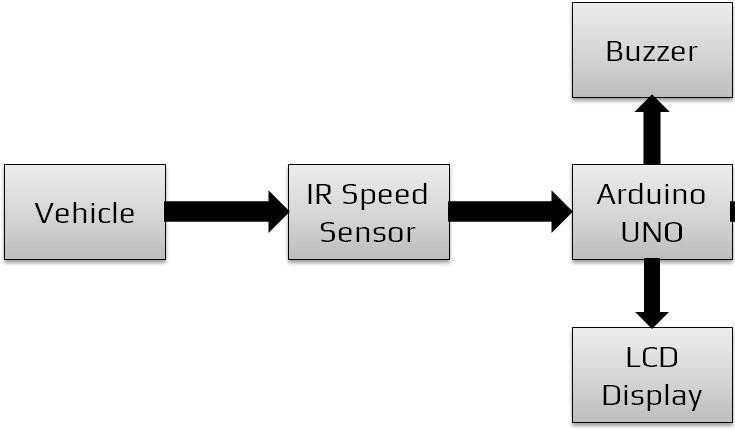 Buzzer
Vehicle
IR Speed
Sensor
Arduino
UNO
LCD
Display